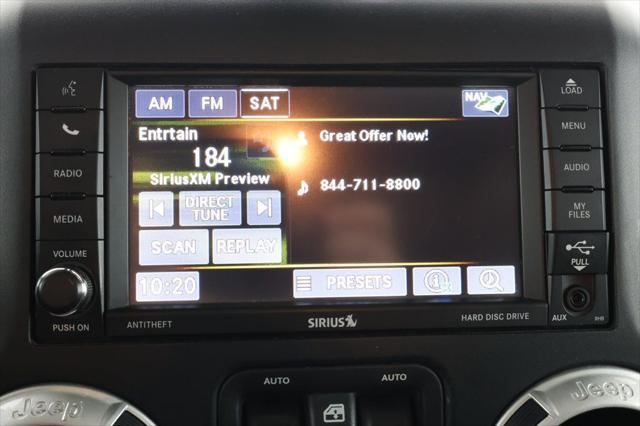 LOAD
AM FM SAT NAV
MENU
Entrtain Great Offer Now!
184
RADIO AUDIO
SiriusXM Preview 844-711-8800
MEDIA DIRECT TUNE MY FILES
SCAN REPLAY
VOLUME PULL
10:20 PRESETS
PUSH ON ANTITHEFT SIRIUS HARD DISC DRIVE AUX RHB
AUTO AUTO
Jeep Jeep